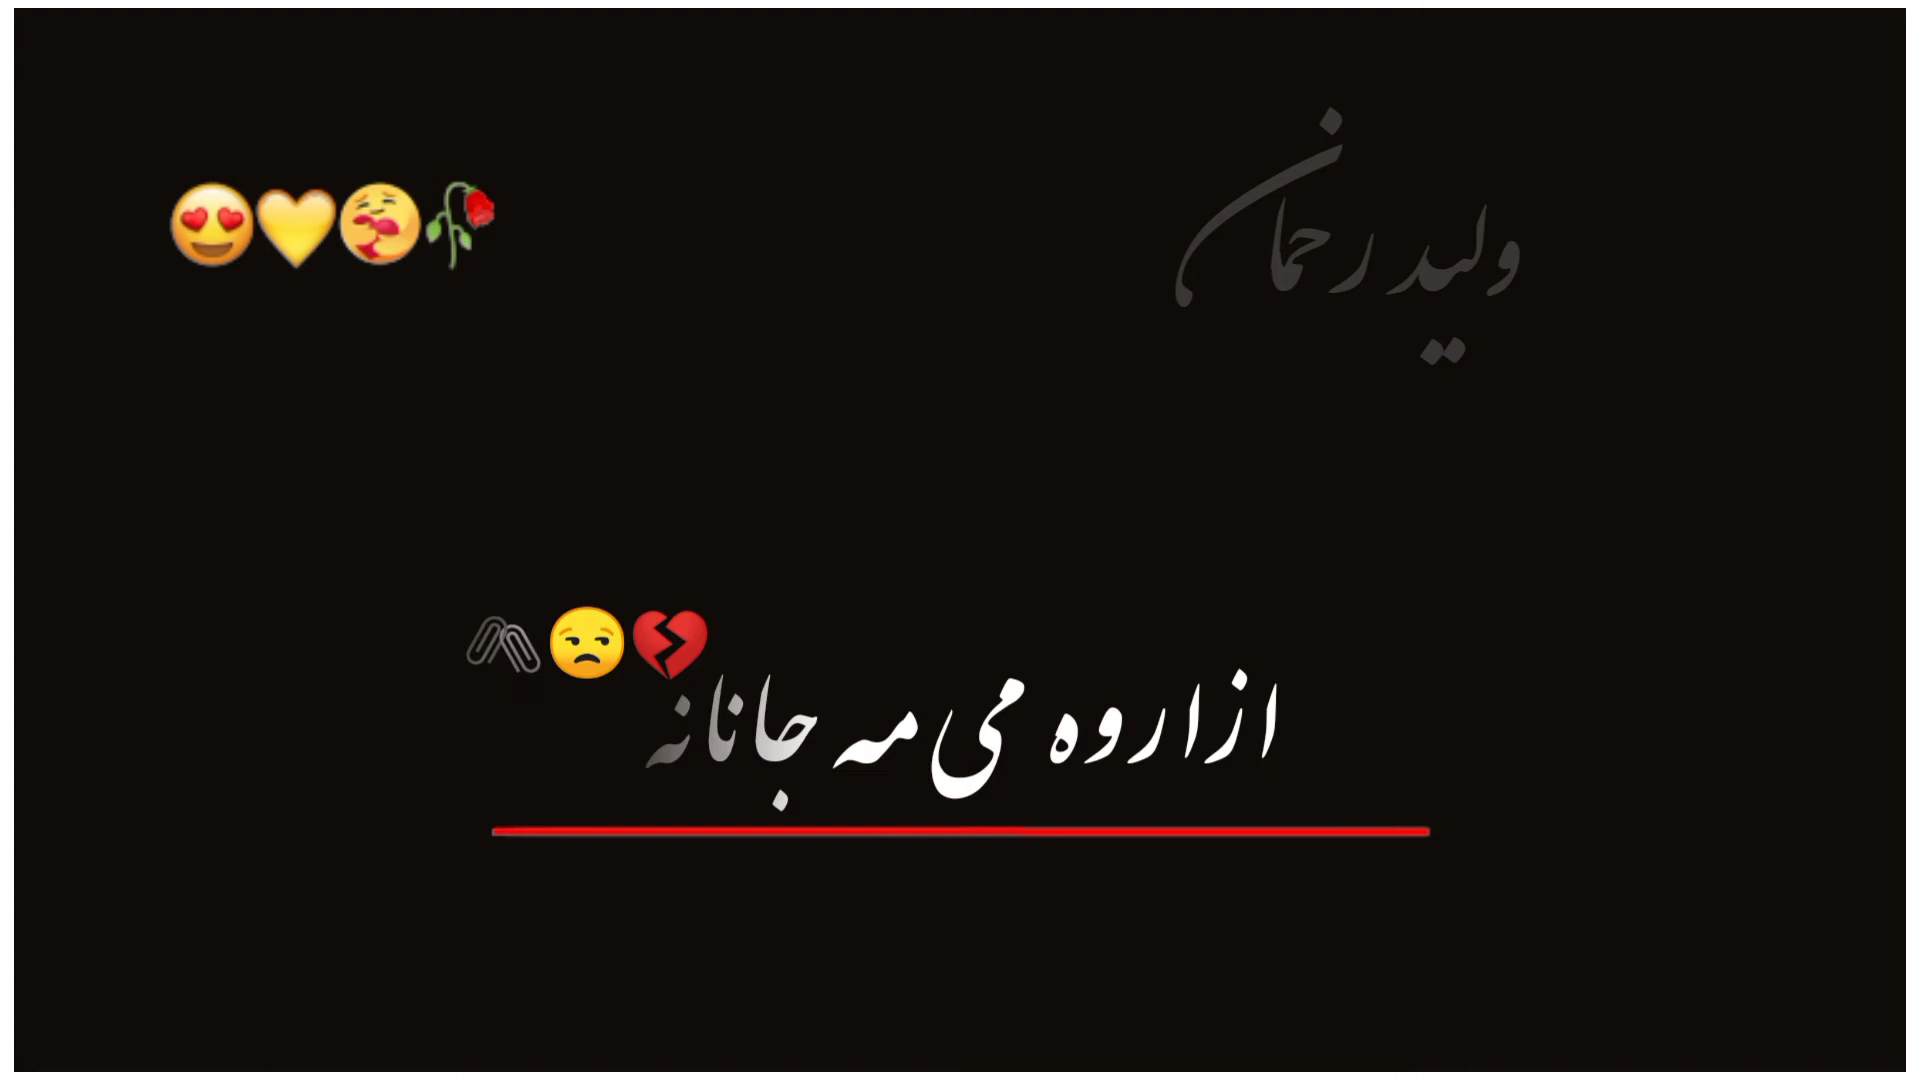 ولید رحمان
😍💛🥰🥀
💔😒🖇
ازاروه می مه جانانه